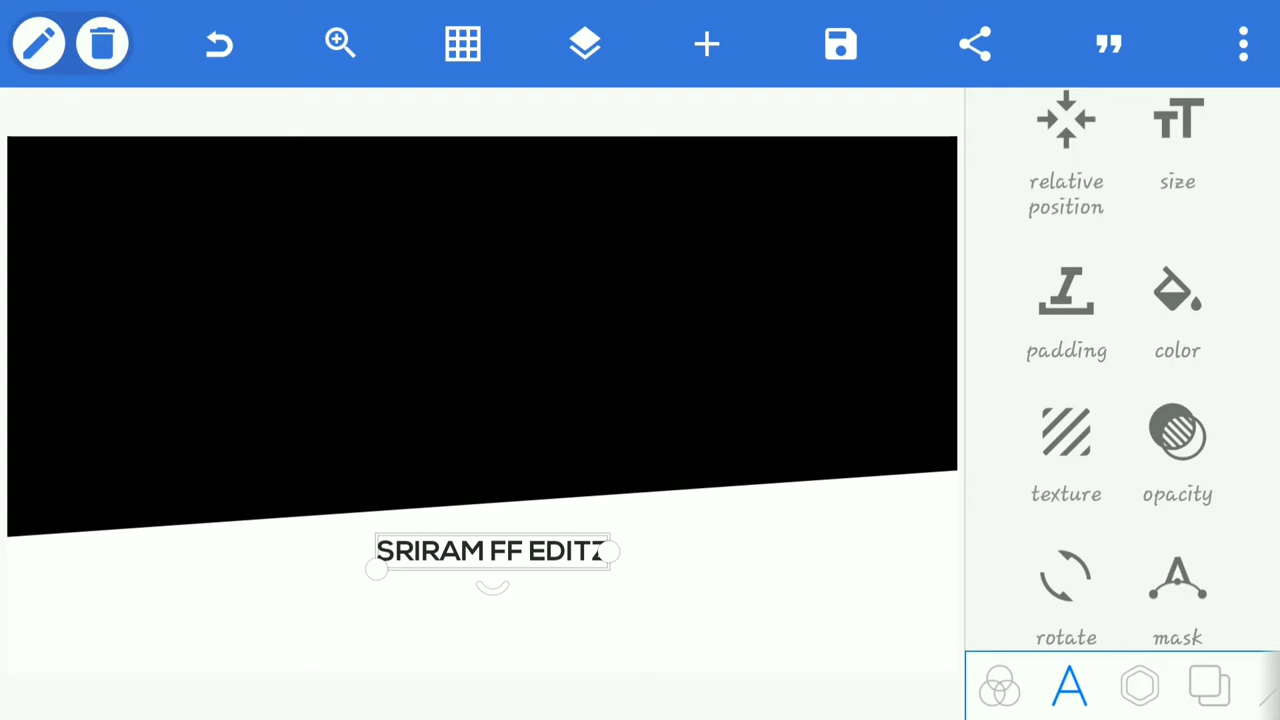 relative position
size
padding
color
texture
opacity
SRIRAM FF EDITZ
rotate
mask